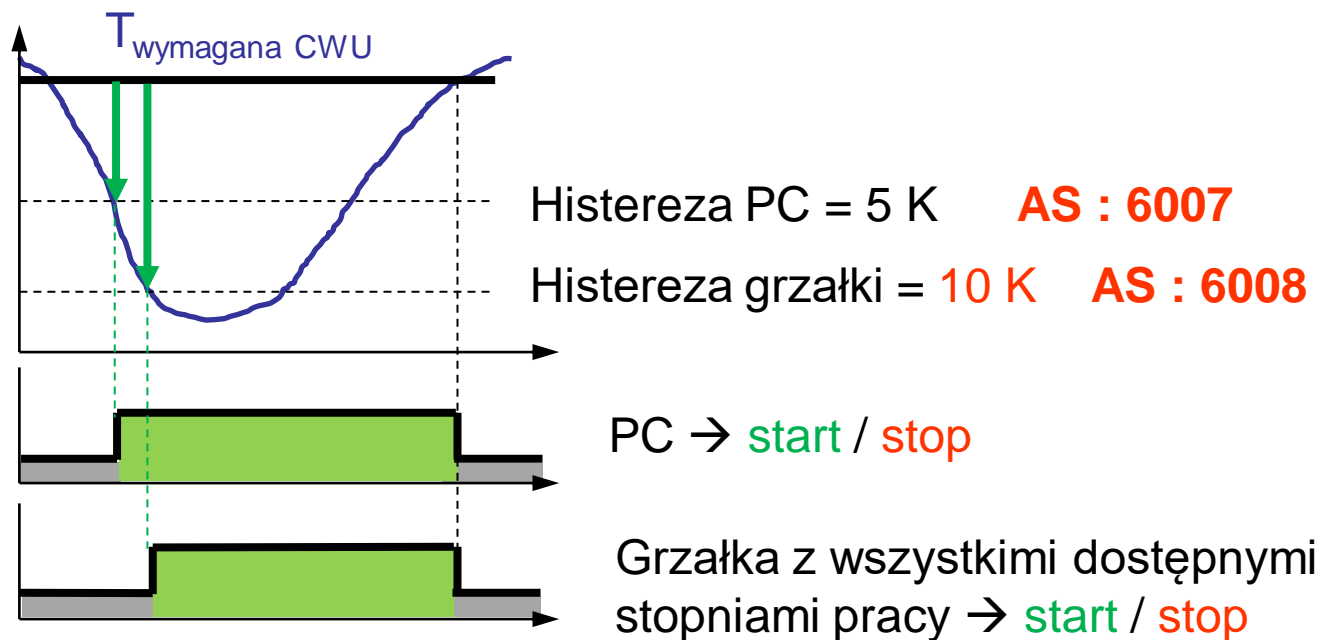 T wymagana CWU
Histereza PC = 5 K AS : 6007
Histereza grzałki = 10 K AS : 6008
PC → start / stop
Grzałka z wszystkimi dostępnymi
stopniami pracy → start / stop